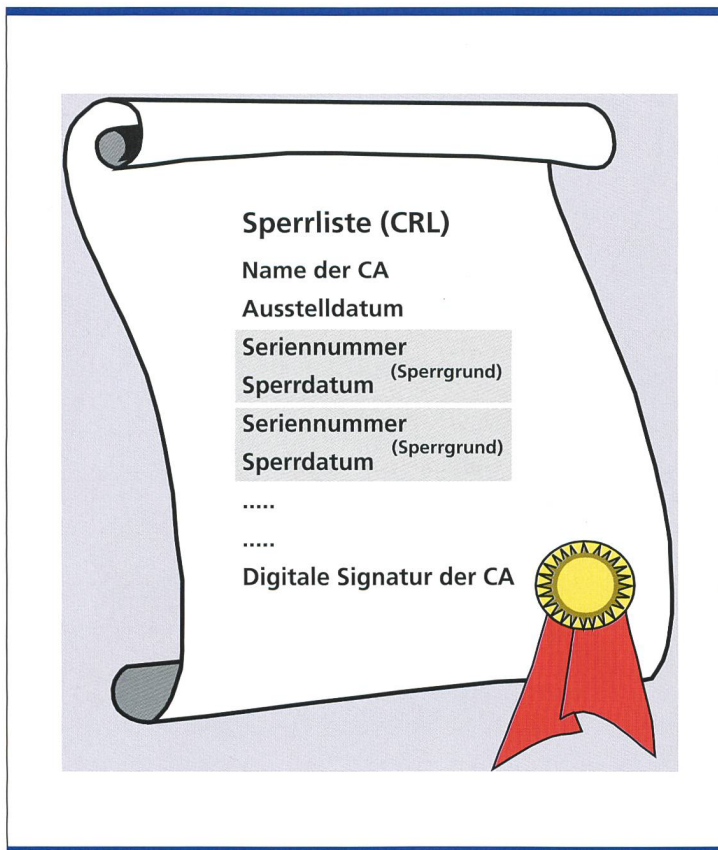 Sperrliste (CRL)
Name der CA
Ausstelldatum
Seriennummer
(Sperrgrund)
Sperrdatum
Seriennummer
(Sperrgrund)
Sperrdatum
.....
.....
Digitale Signatur der CA